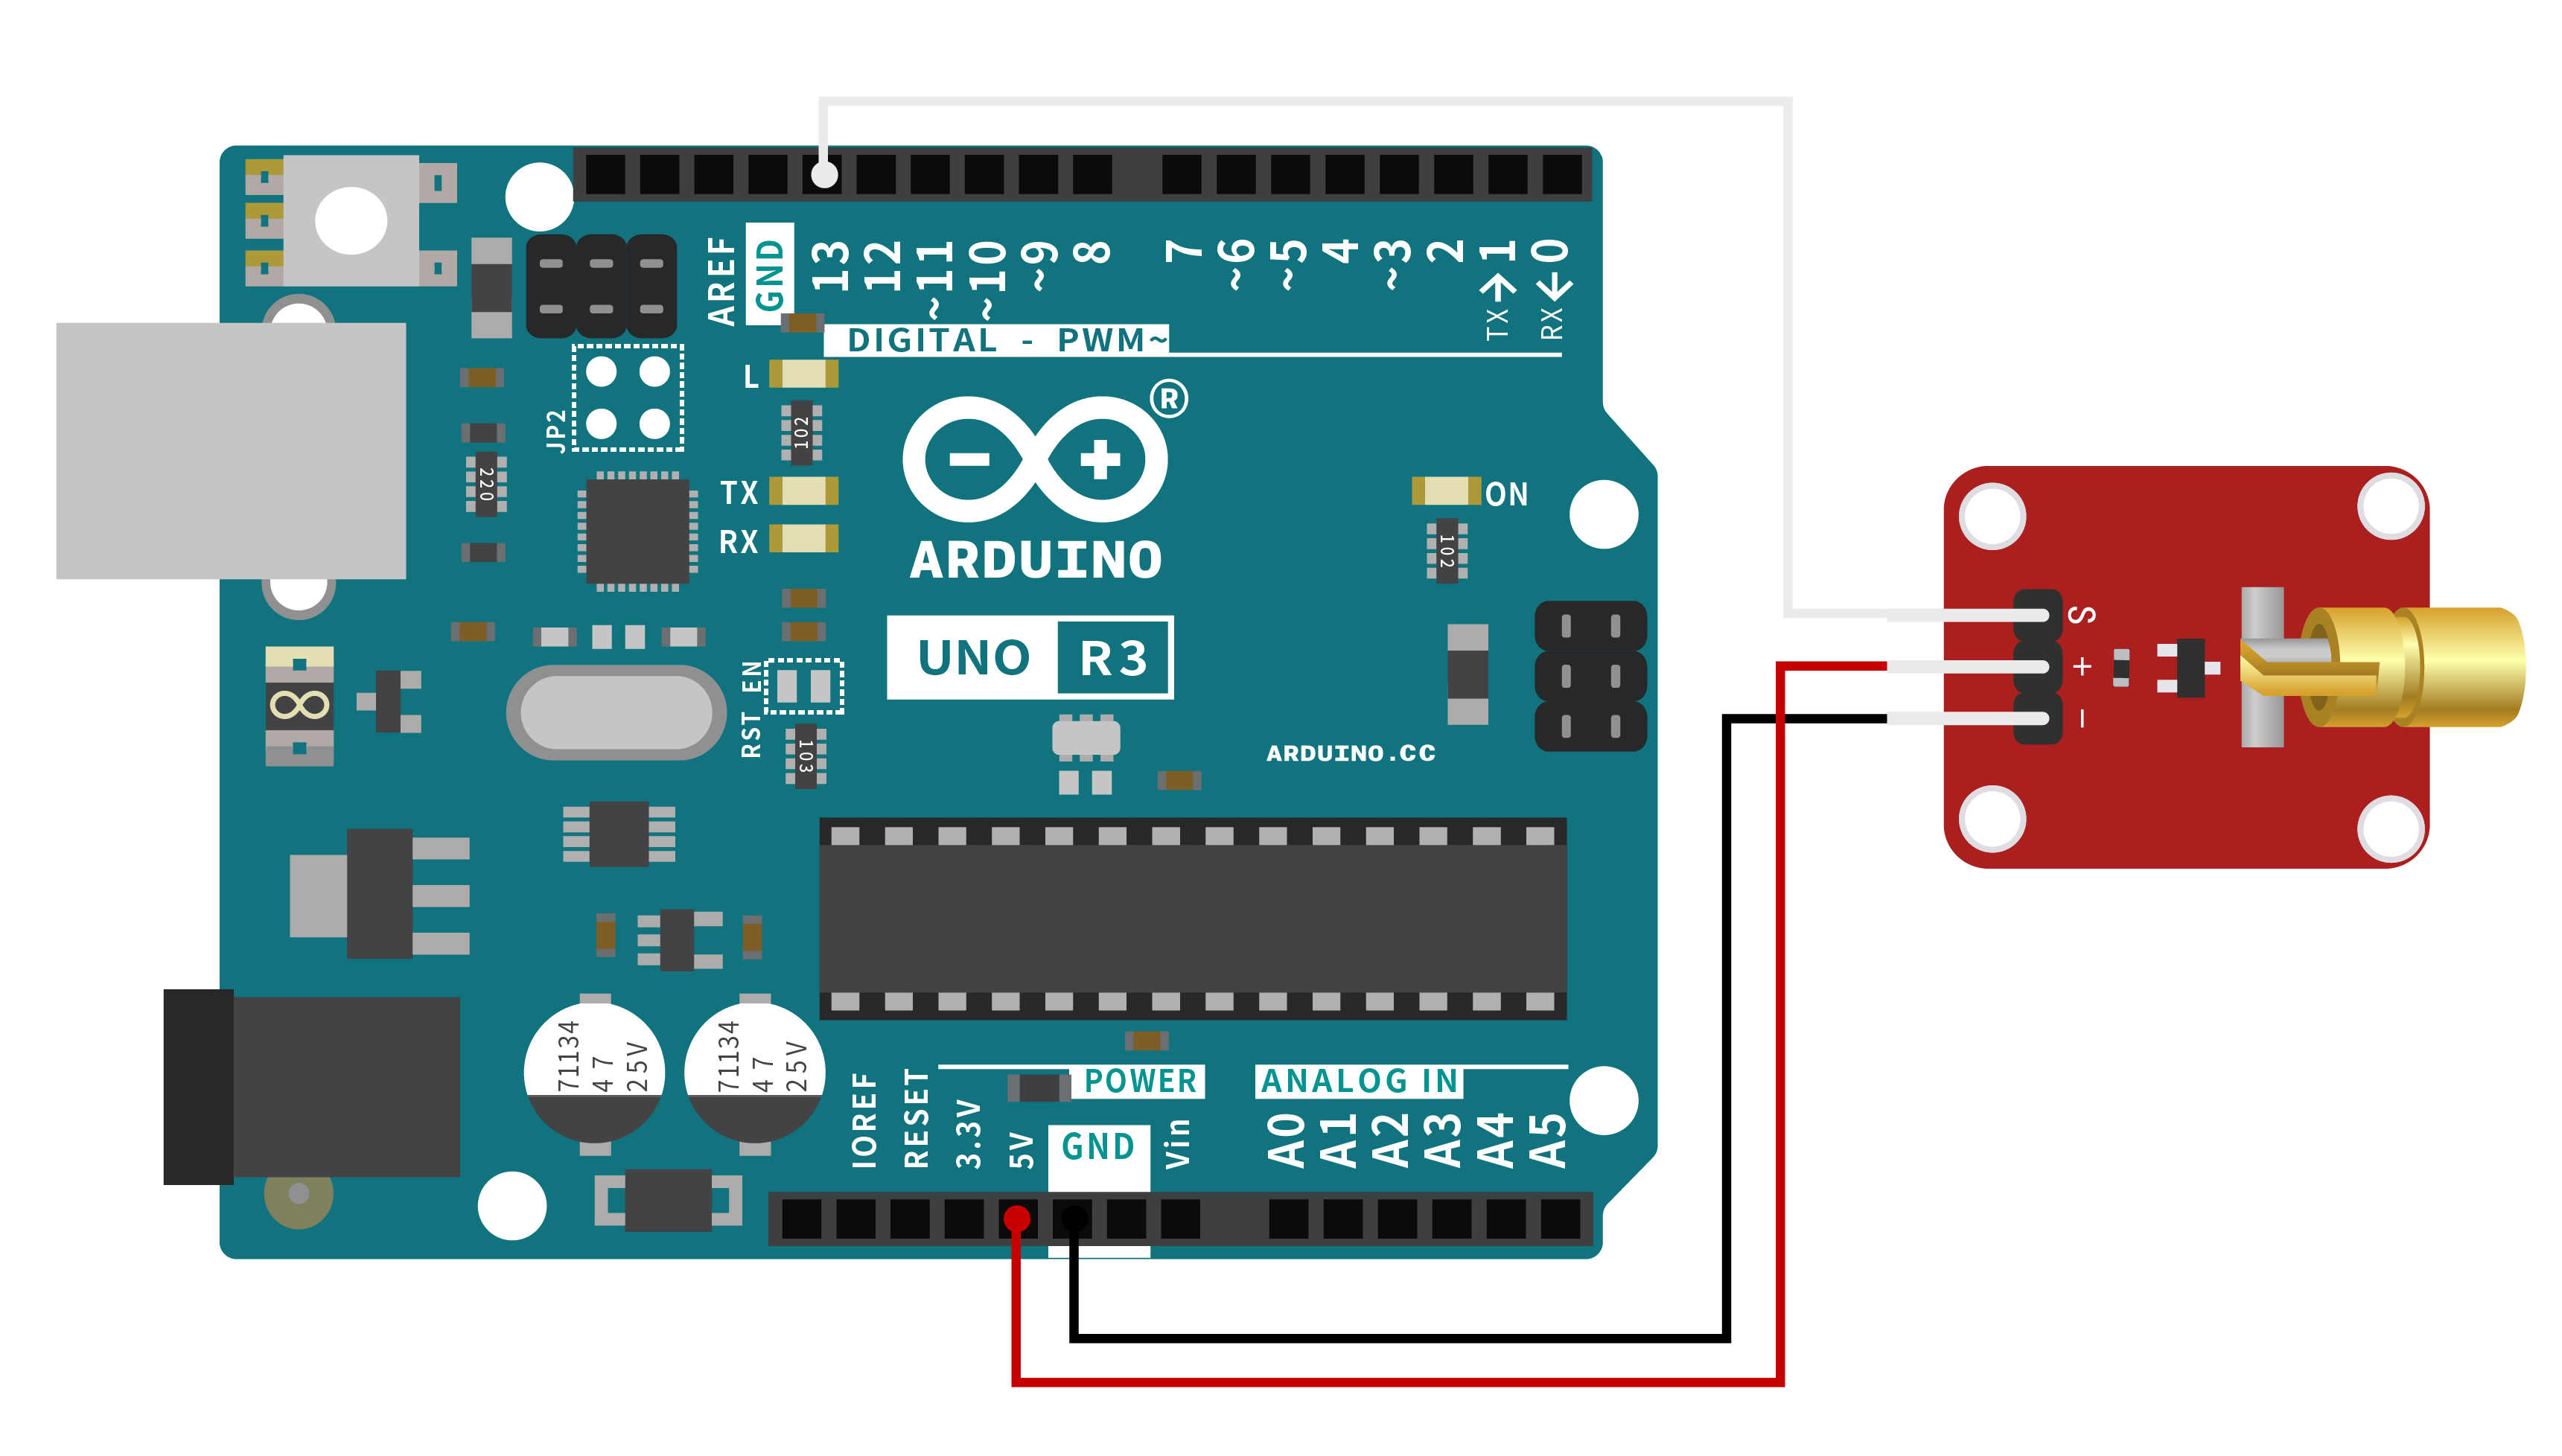 AREF
GND
13
12
~11
~10
~9
8
7
~6
~5
4
~3
2
TX→1
RX←0
DIGITAL - PWM~
L
102
JP2
220
TX
RX
®
ARDUINO
ON
102
UNO R3
RST EN
103
ARDUINO.CC
S
+
−
71134
47
25V
71134
47
25V
POWER
ANALOG IN
IOREF
RESET
3.3V
5V
GND
Vin
A0
A1
A2
A3
A4
A5